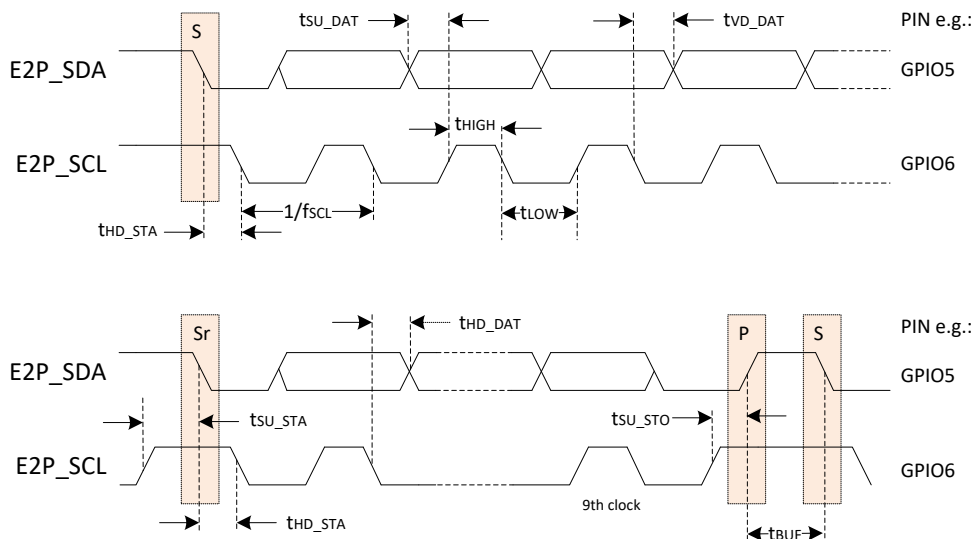 tSU_DAT
tVD_DAT
PIN e.g.:
S
E2P_SDA
GPIO5
tHIGH
E2P_SCL
GPIO6
1/fSCL
tLOW
tHD_STA
tHD_DAT
PIN e.g.:
Sr
P
S
E2P_SDA
GPIO5
tSU_STA
tSU_STO
E2P_SCL
GPIO6
9th clock
tHD_STA
tBUF